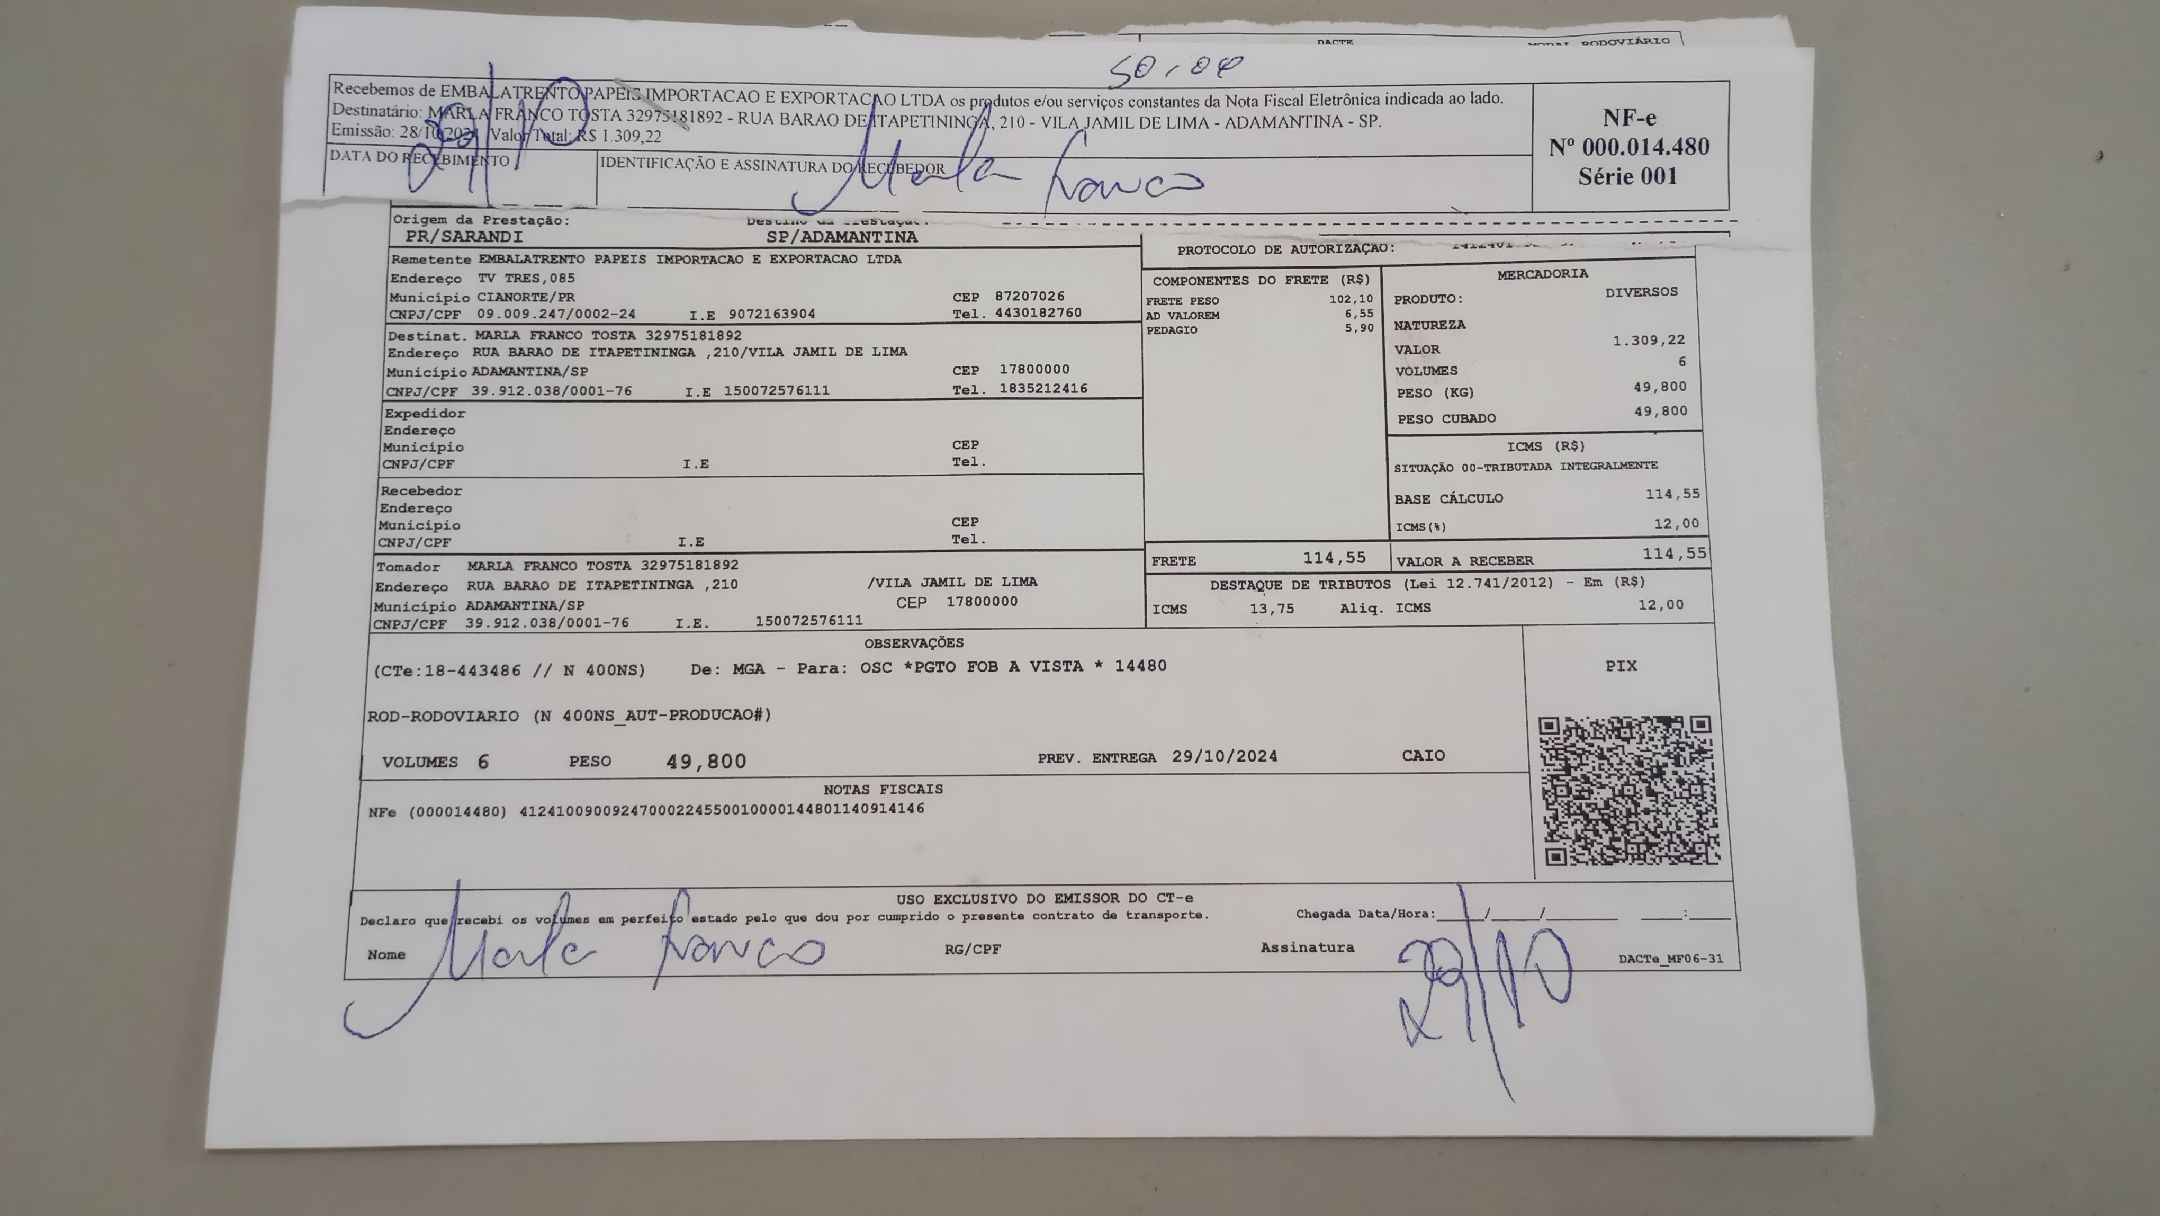 DACTE MODAL RODOVIÁRIO
50,04
Recebemos de EMBALATRENTO PAPEIS IMPORTACAO E EXPORTACAO LTDA os produtos e/ou serviços constantes da Nota Fiscal Eletrônica indicada ao lado.
Destinatário: MARLA FRANCO TOSTA 32975181892 - RUA BARAO DE ITAPETININGA, 210 - VILA JAMIL DE LIMA - ADAMANTINA - SP.
Emissão: 28/10/2024 Valor Total: R$ 1.309,22
DATA DO RECEBIMENTO
29/10
IDENTIFICAÇÃO E ASSINATURA DO RECEBEDOR
Marla Franco
NF-e
Nº 000.014.480
Série 001
Origem da Prestação: Destino da Prestação:
PR/SARANDI SP/ADAMANTINA
Remetente EMBALATRENTO PAPEIS IMPORTACAO E EXPORTACAO LTDA
Endereço TV TRES,085
Município CIANORTE/PR CEP 87207026
CNPJ/CPF 09.009.247/0002-24 I.E 9072163904 Tel. 4430182760
Destinat. MARLA FRANCO TOSTA 32975181892
Endereço RUA BARAO DE ITAPETININGA ,210/VILA JAMIL DE LIMA
Município ADAMANTINA/SP CEP 17800000
CNPJ/CPF 39.912.038/0001-76 I.E 150072576111 Tel. 1835212416
Expedidor
Endereço
Município CEP
CNPJ/CPF I.E Tel.
Recebedor
Endereço
Município CEP
CNPJ/CPF I.E Tel.
Tomador MARLA FRANCO TOSTA 32975181892
Endereço RUA BARAO DE ITAPETININGA ,210 /VILA JAMIL DE LIMA
Município ADAMANTINA/SP CEP 17800000
CNPJ/CPF 39.912.038/0001-76 I.E. 150072576111
PROTOCOLO DE AUTORIZAÇAO:
COMPONENTES DO FRETE (R$)
FRETE PESO 102,10
AD VALOREM 6,55
PEDAGIO 5,90
MERCADORIA
PRODUTO: DIVERSOS
NATUREZA
VALOR 1.309,22
VOLUMES 6
PESO (KG) 49,800
PESO CUBADO 49,800
ICMS (R$)
SITUAÇÃO 00-TRIBUTADA INTEGRALMENTE
BASE CÁLCULO 114,55
ICMS(%) 12,00
FRETE 114,55 VALOR A RECEBER 114,55
DESTAQUE DE TRIBUTOS (Lei 12.741/2012) - Em (R$)
ICMS 13,75 Aliq. ICMS 12,00
OBSERVAÇÕES
(CTe:18-443486 // N 400NS) De: MGA - Para: OSC *PGTO FOB A VISTA * 14480
ROD-RODOVIARIO (N 400NS_AUT-PRODUCAO#)
VOLUMES 6 PESO 49,800 PREV. ENTREGA 29/10/2024 CAIO
PIX
NOTAS FISCAIS
NFe (000014480) 41241009009247000224550010000144801140914146
USO EXCLUSIVO DO EMISSOR DO CT-e
Declaro que recebi os volumes em perfeito estado pelo que dou por cumprido o presente contrato de transporte. Chegada Data/Hora:____/____/______ ___:____
Nome Marla Franco RG/CPF Assinatura 29/10 DACTe_MF06-31